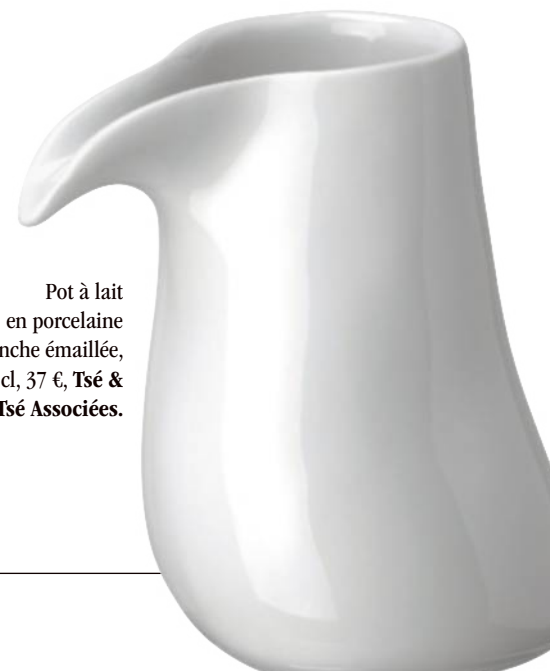 Pot à lait
en porcelaine
nche émaillée,
cl, 37 €, Tsé &
Tsé Associées.